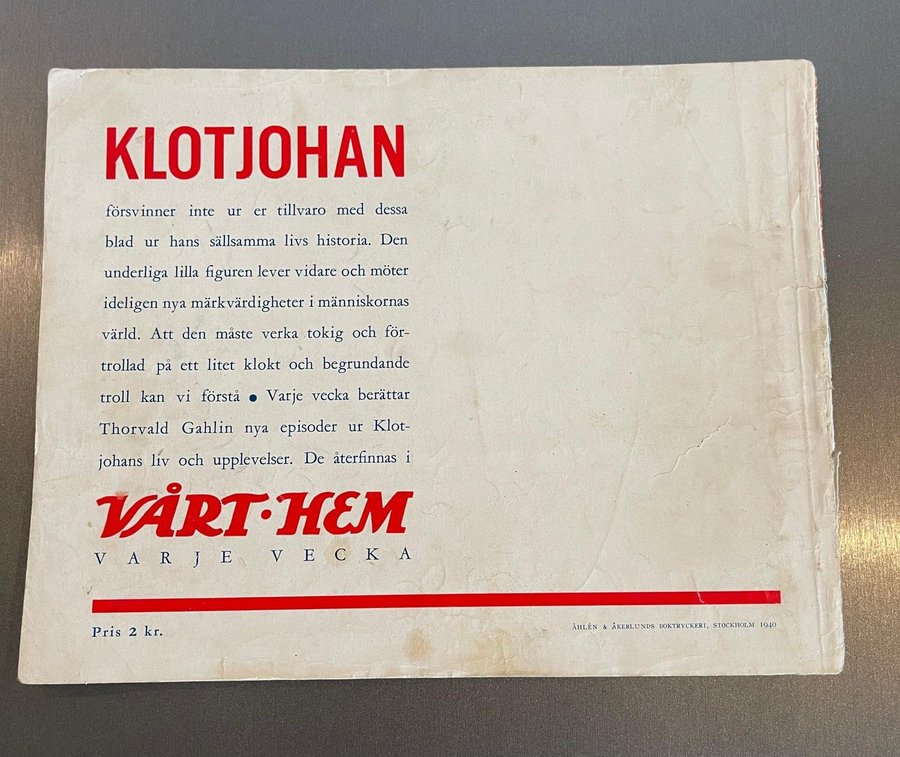 KLOTJOHAN
försvinner inte ur er tillvaro med dessa
blad ur hans sällsamma livs historia. Den
underliga lilla figuren lever vidare och möter
ideligen nya märkvärdigheter i människornas
värld. Att den måste verka tokig och för-
trollad på ett litet klokt och begrundande
troll kan vi förstå ● Varje vecka berättar
Thorvald Gahlin nya episoder ur Klot-
johans liv och upplevelser. De återfinnas i
VÅRT·HEM
VARJE VECKA
Pris 2 kr.
ÅHLÉN & ÅKERLUNDS BOKTRYCKERI, STOCKHOLM 1940